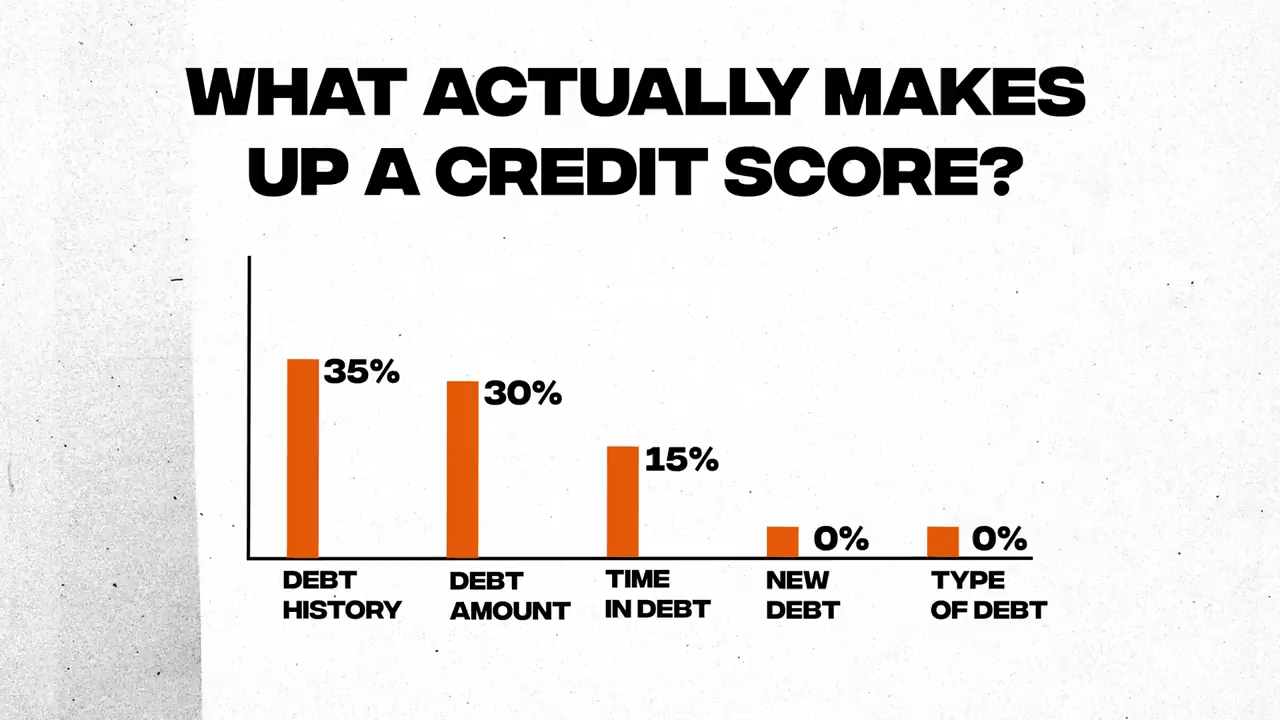 WHAT ACTUALLY MAKES
UP A CREDIT SCORE?
35%
30%
15%
0%
0%
DEBT
HISTORY
DEBT
AMOUNT
TIME
IN DEBT
NEW
DEBT
TYPE
OF DEBT